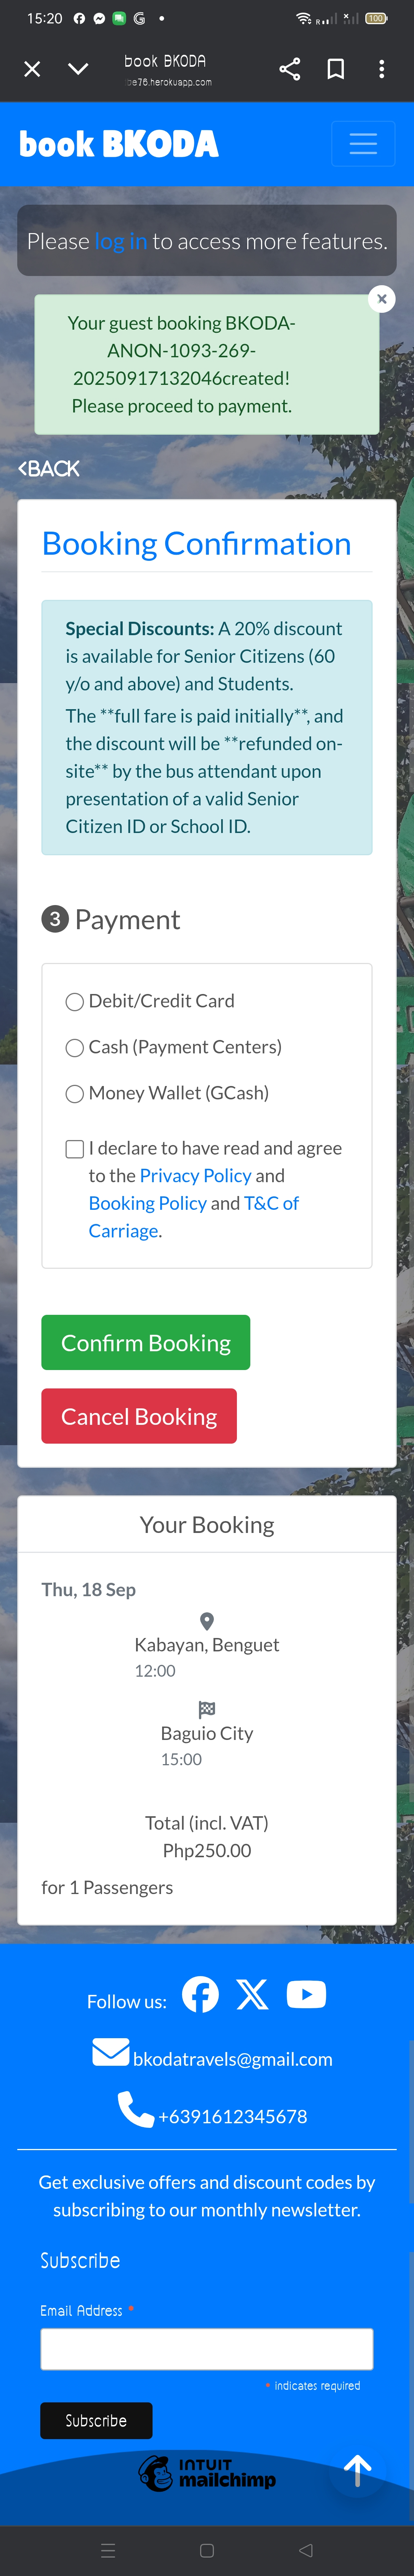 15:20
100
book BKODA
76.herokuapp.com
book BKODA
Please log in to access more features.
Your guest booking BKODA-
ANON-1093-269-
20250917132046created!
Please proceed to payment.
<BACK
Booking Confirmation
Special Discounts: A 20% discount
is available for Senior Citizens (60
y/o and above) and Students.
The **full fare is paid initially**, and
the discount will be **refunded on-
site** by the bus attendant upon
presentation of a valid Senior
Citizen ID or School ID.
3 Payment
Debit/Credit Card
Cash (Payment Centers)
Money Wallet (GCash)
I declare to have read and agree
to the Privacy Policy and
Booking Policy and T&C of
Carriage.
Confirm Booking
Cancel Booking
Your Booking
Thu, 18 Sep
Kabayan, Benguet
12:00
Baguio City
15:00
Total (incl. VAT)
Php250.00
for 1 Passengers
Follow us:
bkodatravels@gmail.com
+6391612345678
Get exclusive offers and discount codes by
subscribing to our monthly newsletter.
Subscribe
Email Address *
* indicates required
Subscribe
INTUIT
mailchimp